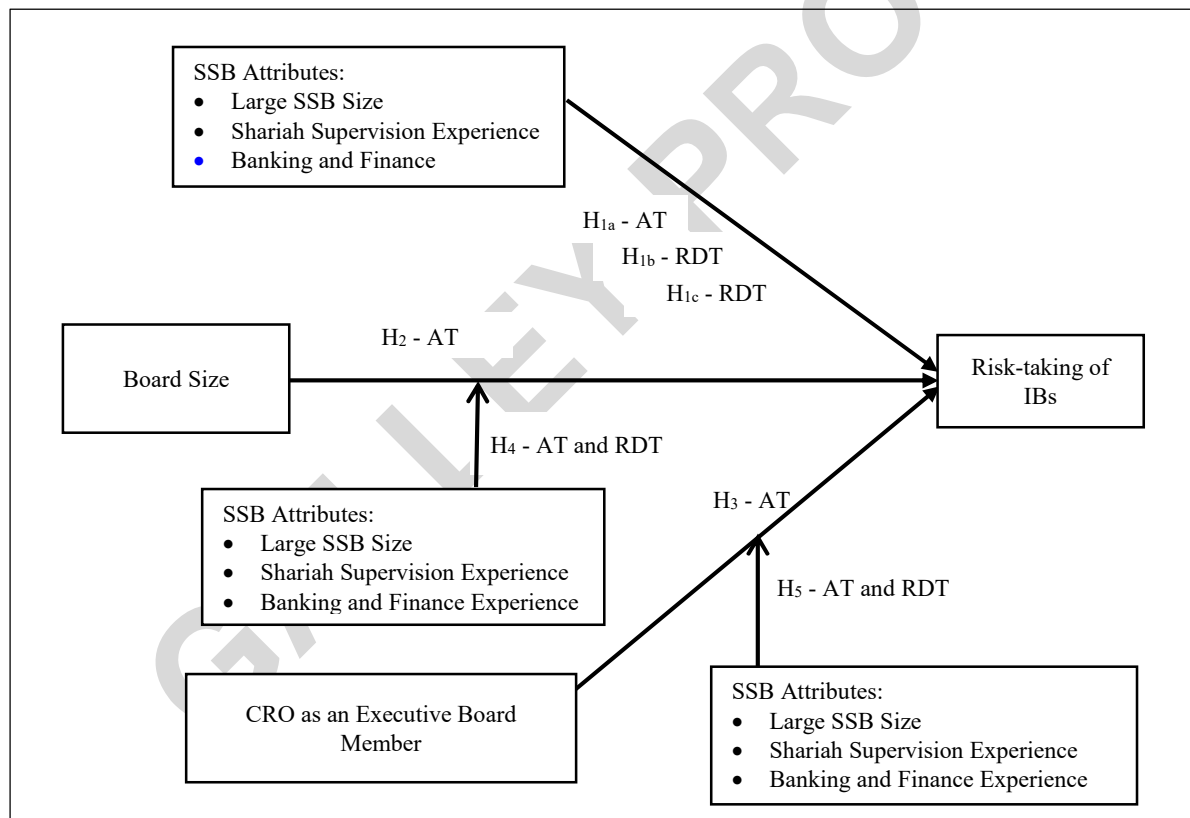 SSB Attributes:
• Large SSB Size
• Shariah Supervision Experience
• Banking and Finance
H1a - AT
H1b - RDT
H1c - RDT
H2 - AT
Board Size
Risk-taking of
IBs
H4 - AT and RDT
SSB Attributes:
• Large SSB Size
• Shariah Supervision Experience
• Banking and Finance Experience
H3 - AT
H5 - AT and RDT
CRO as an Executive Board
Member
SSB Attributes:
• Large SSB Size
• Shariah Supervision Experience
• Banking and Finance Experience
GALLEY PRO